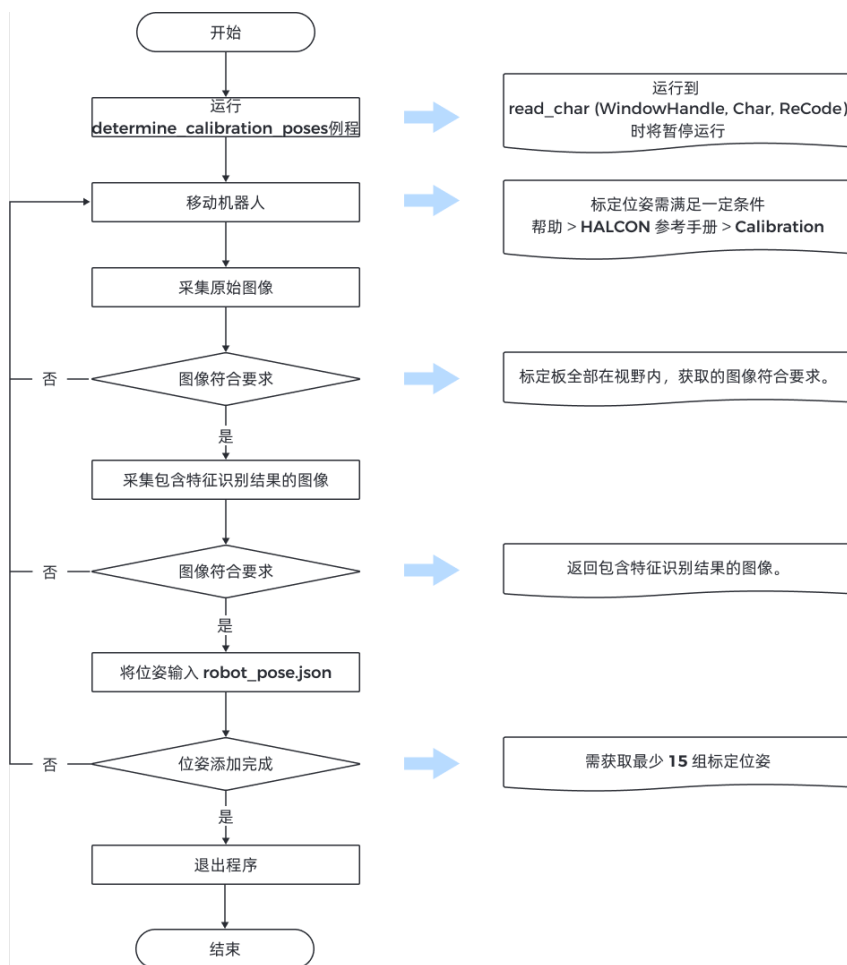 开始
运行
determine_calibration_poses例程
运行到
read_char (WindowHandle, Char, ReCode)
时将暂停运行
移动机器人
标定位姿需满足一定条件
帮助 > HALCON 参考手册 > Calibration
采集原始图像
否
图像符合要求
标定板全部在视野内，获取的图像符合要求。
是
采集包含特征识别结果的图像
否
图像符合要求
返回包含特征识别结果的图像。
是
将位姿输入 robot_pose.json
否
位姿添加完成
需获取最少 15 组标定位姿
是
退出程序
结束